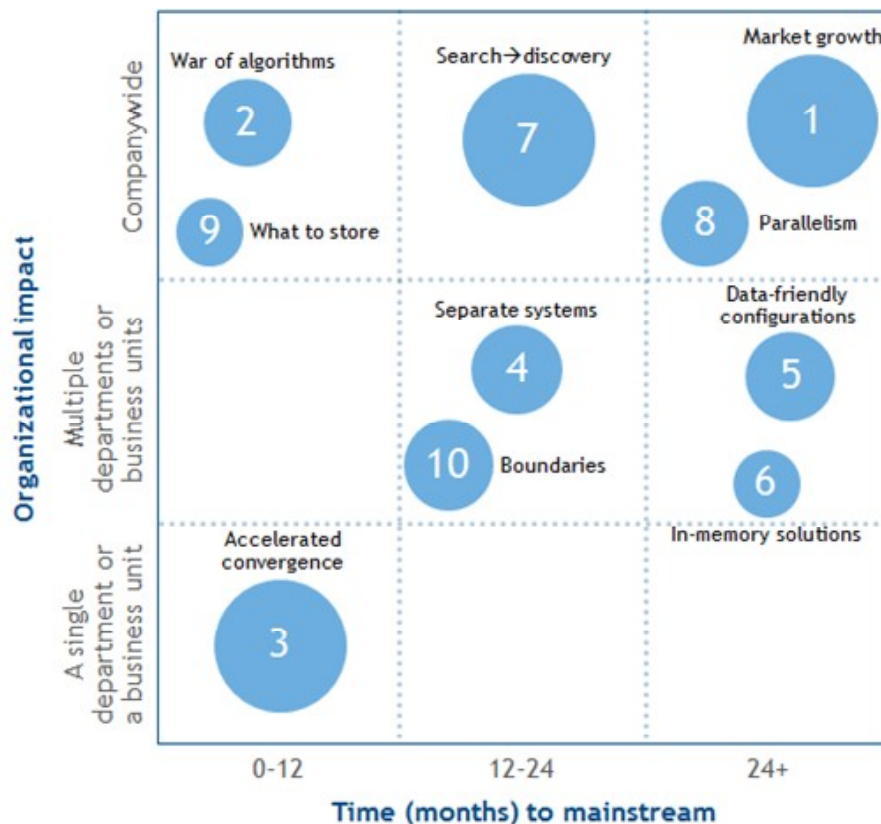 Market growth
War of algorithms
Search→discovery
2
7
1
9
What to store
8
Parallelism
Companywide
Separate systems
Data-friendly
configurations
4
5
10
Boundaries
6
In-memory solutions
Multiple
departments or
business units
Accelerated
convergence
3
A single
department or
a business unit
Organizational impact
0-12
12-24
24+
Time (months) to mainstream